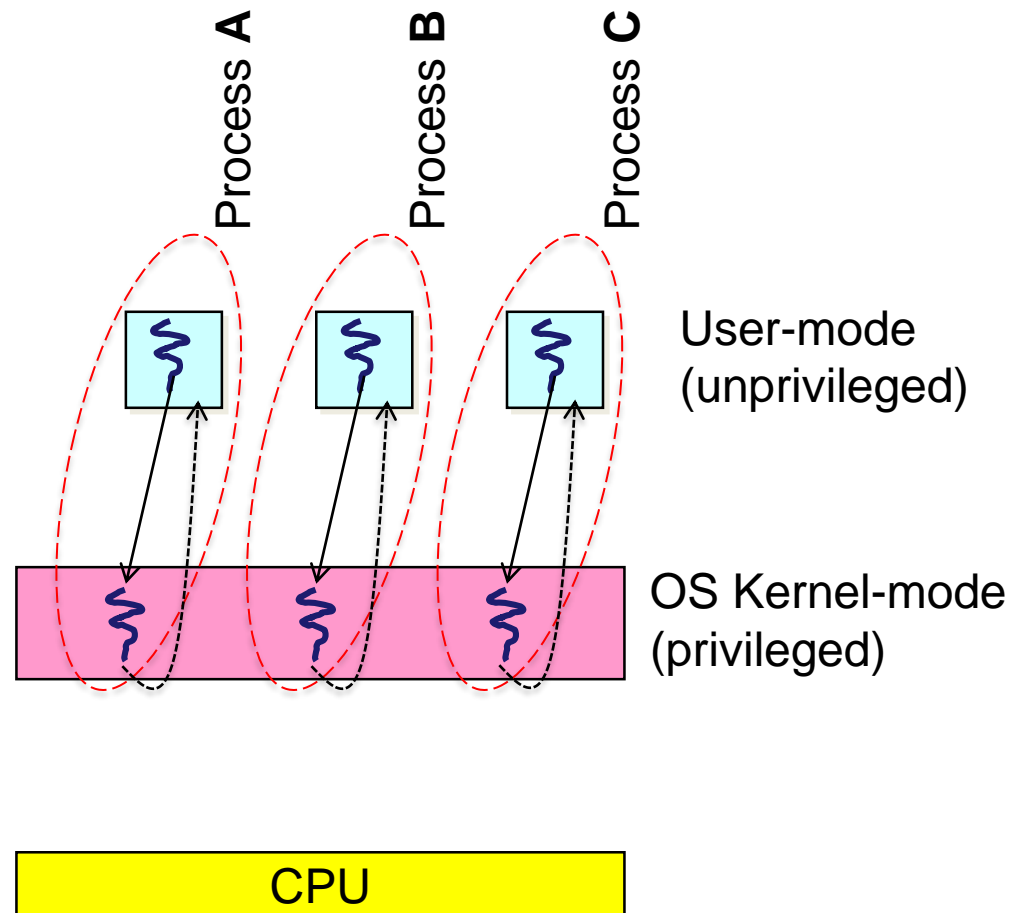 Process A
Process B
Process C
User-mode
(unprivileged)
OS Kernel-mode
(privileged)
CPU